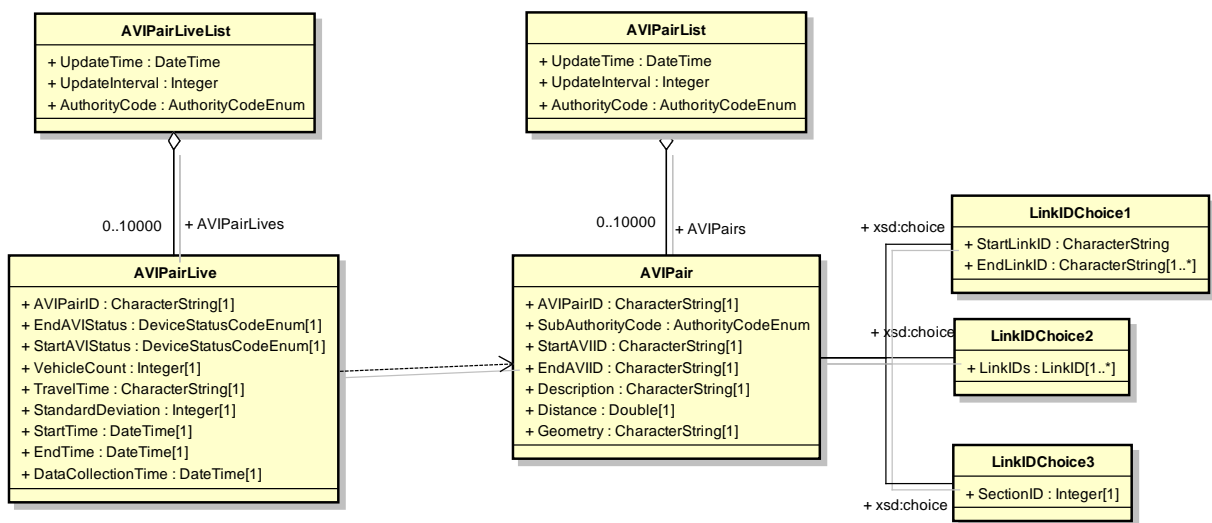 AVIPairLiveList
+ UpdateTime : DateTime
+ UpdateInterval : Integer
+ AuthorityCode : AuthorityCodeEnum
AVIPairList
+ UpdateTime : DateTime
+ UpdateInterval : Integer
+ AuthorityCode : AuthorityCodeEnum
0..10000
+ AVIPairLives
0..10000
+ AVIPairs
AVIPairLive
+ AVIPairID : CharacterString[1]
+ EndAVIStatus : DeviceStatusCodeEnum[1]
+ StartAVIStatus : DeviceStatusCodeEnum[1]
+ VehicleCount : Integer[1]
+ TravelTime : CharacterString[1]
+ StandardDeviation : Integer[1]
+ StartTime : DateTime[1]
+ EndTime : DateTime[1]
+ DataCollectionTime : DateTime[1]
AVIPair
+ AVIPairID : CharacterString[1]
+ SubAuthorityCode : AuthorityCodeEnum
+ StartAVIID : CharacterString[1]
+ EndAVIID : CharacterString[1]
+ Description : CharacterString[1]
+ Distance : Double[1]
+ Geometry : CharacterString[1]
+ xsd:choice
LinkIDChoice1
+ StartLinkID : CharacterString
+ EndLinkID : CharacterString[1..*]
+ xsd:choice
LinkIDChoice2
+ LinkIDs : LinkID[1..*]
LinkIDChoice3
+ SectionID : Integer[1]
+ xsd:choice